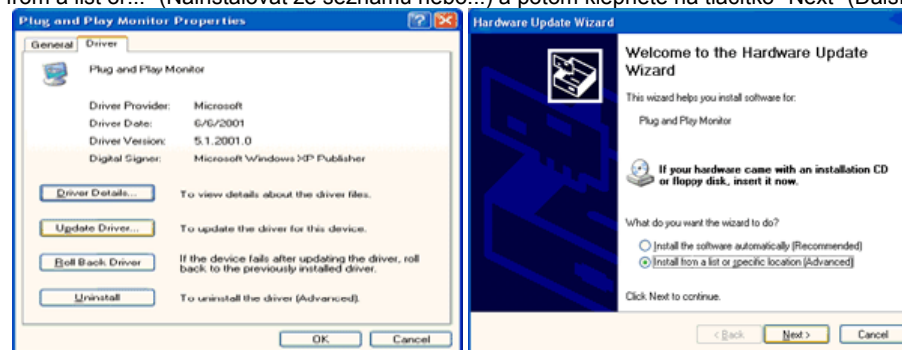 from a list or..." (Nainstalovat ze seznamu nebo...) a potom klepněte na tlačítko "Next" (Další
Plug and Play Monitor Properties
General
Driver
Plug and Play Monitor
Driver Provider: Microsoft
Driver Date: 6/6/2001
Driver Version: 5.1.2001.0
Digital Signer: Microsoft Windows XP Publisher
Driver Details...
To view details about the driver files.
Update Driver...
To update the driver for this device.
Roll Back Driver
If the device fails after updating the driver, roll
back to the previously installed driver.
Uninstall
To uninstall the driver (Advanced).
OK
Cancel
Hardware Update Wizard
Welcome to the Hardware Update
Wizard
This wizard helps you install software for:
Plug and Play Monitor
If your hardware came with an installation CD
or floppy disk, insert it now.
What do you want the wizard to do?
Install the software automatically (Recommended)
Install from a list or specific location (Advanced)
Click Next to continue.
< Back
Next >
Cancel